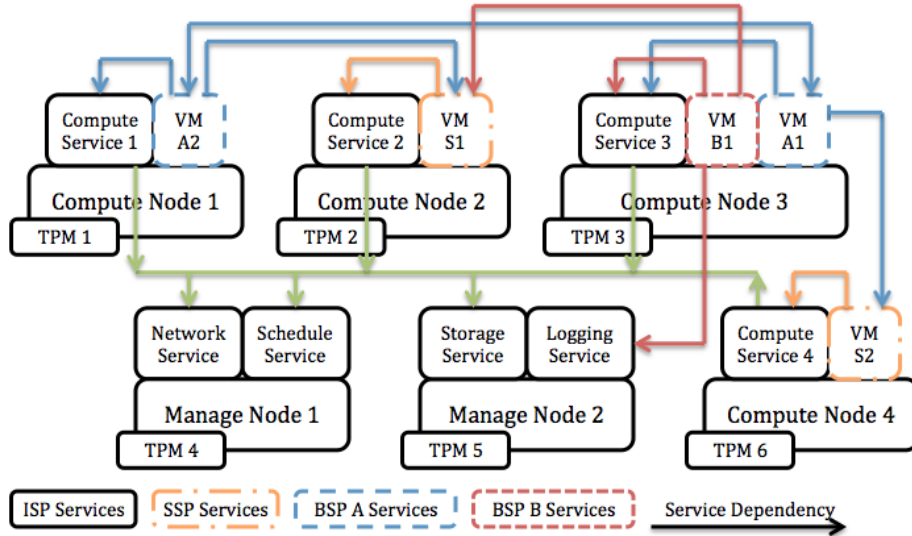 Compute
Service 1
VM
A2
Compute
Service 2
VM
S1
Compute
Service 3
VM
B1
VM
A1
Compute Node 1
Compute Node 2
Compute Node 3
TPM 1
TPM 2
TPM 3
Network
Service
Schedule
Service
Storage
Service
Logging
Service
Compute
Service 4
VM
S2
Manage Node 1
Manage Node 2
Compute Node 4
TPM 4
TPM 5
TPM 6
ISP Services
SSP Services
BSP A Services
BSP B Services
Service Dependency